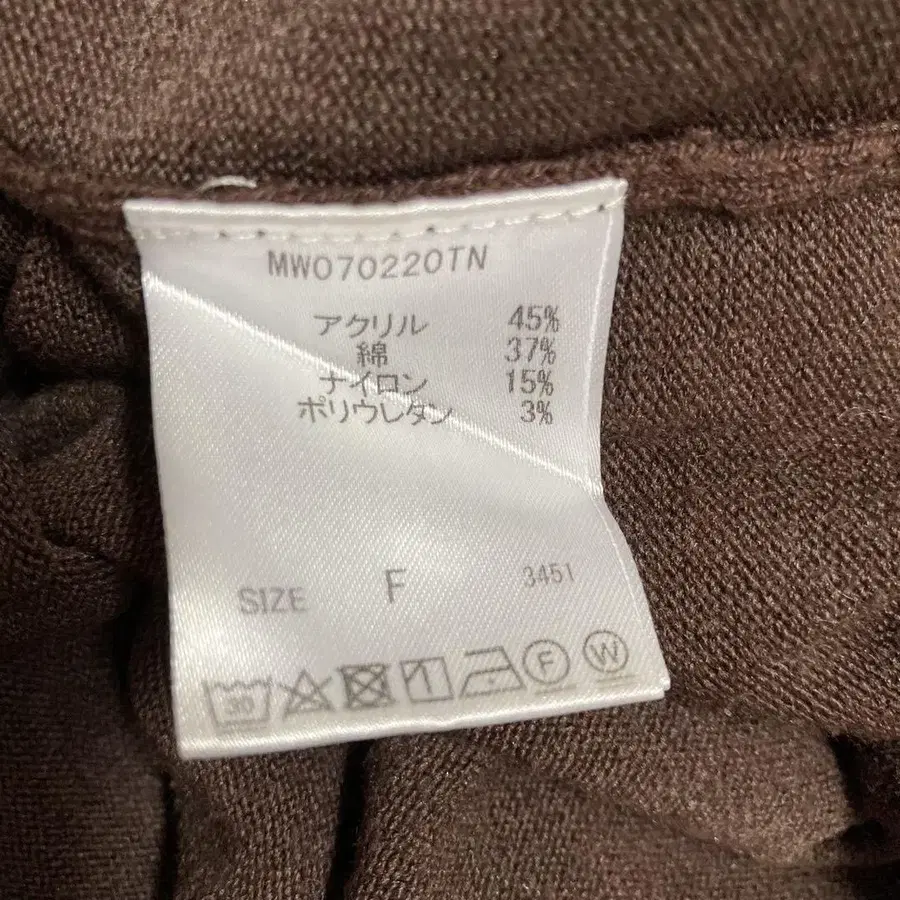 MW070220TN
アクリル 45%
綿 37%
ナイロン 15%
ポリウレタン 3%
SIZE F 3451
30 F W